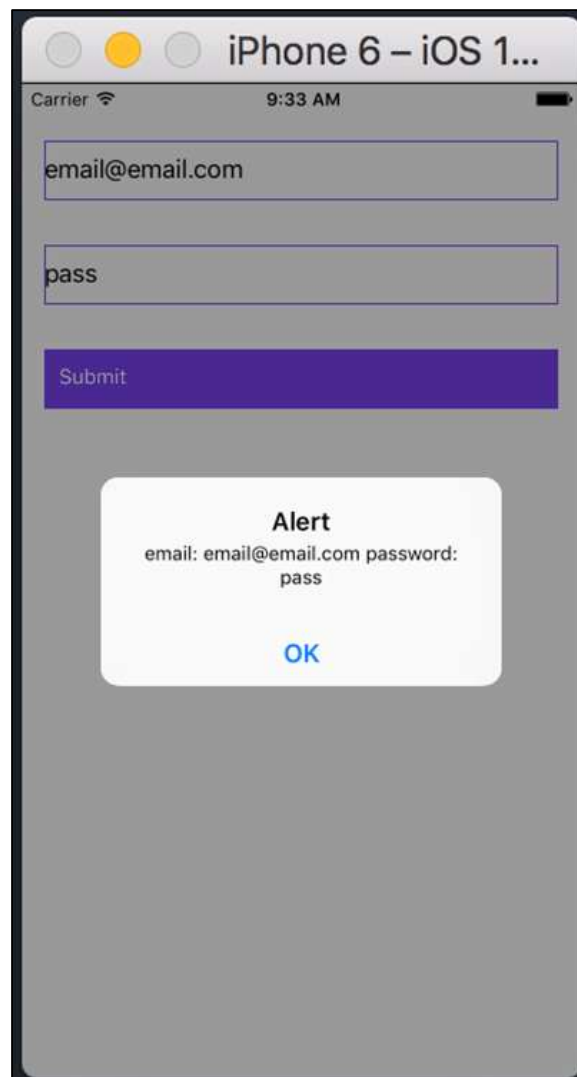 iPhone 6 – iOS 1...
Carrier 9:33 AM
email@email.com
pass
Submit
Alert
email: email@email.com password:
pass
OK